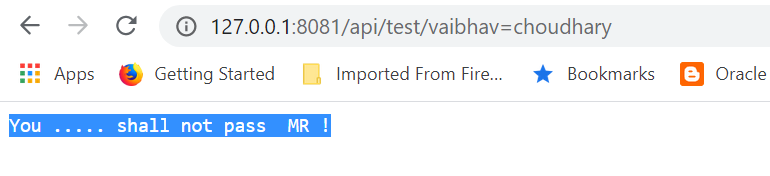 127.0.0.1:8081/api/test/vaibhav=choudhary
Apps Getting Started Imported From Fire... Bookmarks Oracle
You ..... shall not pass  MR !